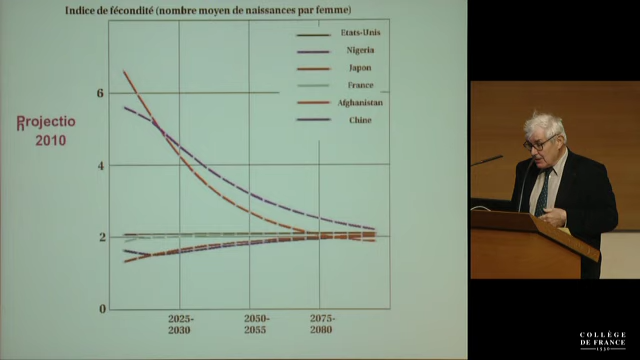 Indice de fécondité (nombre moyen de naissances par femme)
Etats-Unis
Nigeria
Japon
France
Afghanistan
Chine
Projectio
n
2010
6
4
2
0
2025-
2030
2050-
2055
2075-
2080
COLLÈGE
DE FRANCE
1530